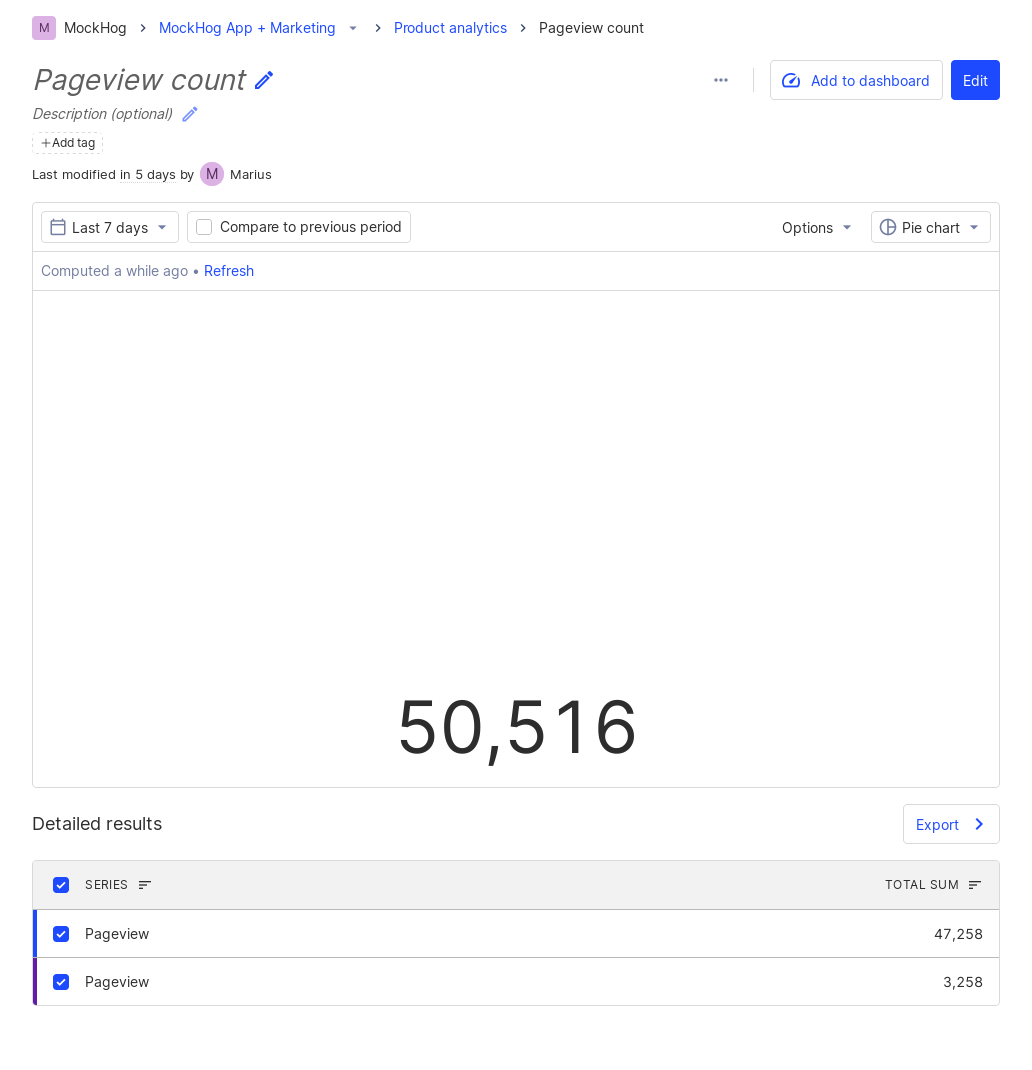 M MockHog MockHog App + Marketing Product analytics Pageview count
Pageview count
Add to dashboard Edit
Description (optional)
Add tag
Last modified in 5 days by M Marius
Last 7 days Compare to previous period Options Pie chart
Computed a while ago • Refresh
50,516
Detailed results Export
SERIES TOTAL SUM
Pageview 47,258
Pageview 3,258